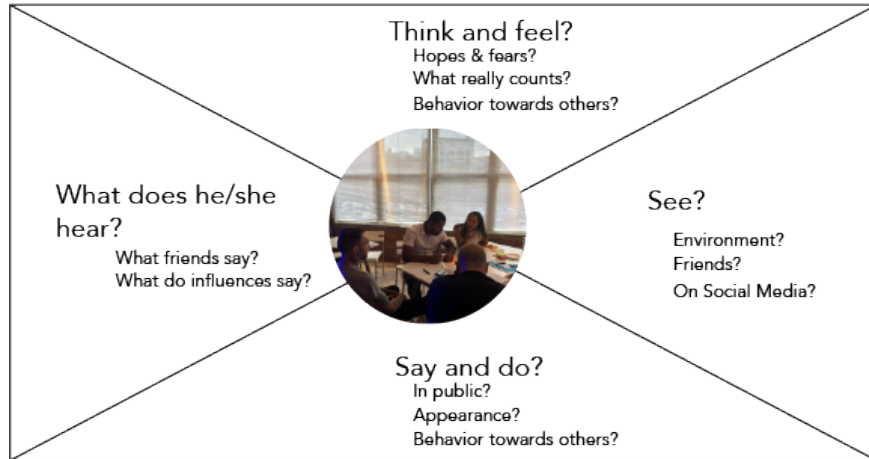 Think and feel?
Hopes & fears?
What really counts?
Behavior towards others?
What does he/she
hear?
What friends say?
What do influences say?
See?
Environment?
Friends?
On Social Media?
Say and do?
In public?
Appearance?
Behavior towards others?